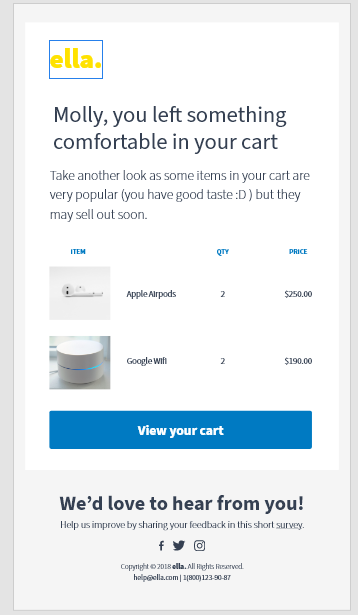 ella.
Molly, you left something
comfortable in your cart
Take another look as some items in your cart are
very popular (you have good taste :D ) but they
may sell out soon.
ITEM QTY PRICE
Apple Airpods 2 $250.00
Google Wifi 2 $190.00
View your cart
We’d love to hear from you!
Help us improve by sharing your feedback in this short survey.
Copyright © 2018 ella. All Rights Reserved.
help@ella.com | 1(800)123-90-87